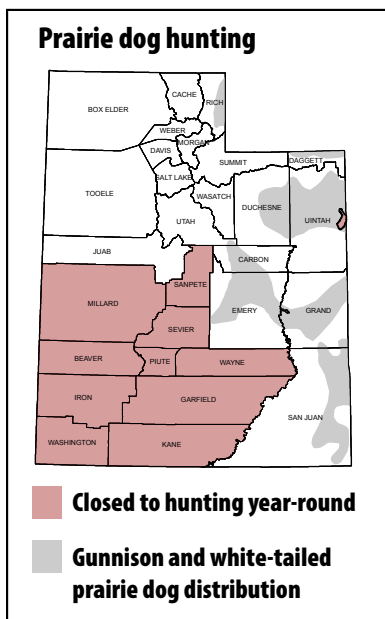 Prairie dog hunting
CACHE
RICH
BOX ELDER
WEBER
MORGAN
DAVIS
SUMMIT
DAGGETT
SALT LAKE
TOOELE
WASATCH
DUCHESNE
UINTAH
UTAH
JUAB
CARBON
SANPETE
MILLARD
EMERY
GRAND
SEVIER
BEAVER
PIUTE
WAYNE
IRON
GARFIELD
SAN JUAN
WASHINGTON
KANE
Closed to hunting year-round
Gunnison and white-tailed
prairie dog distribution